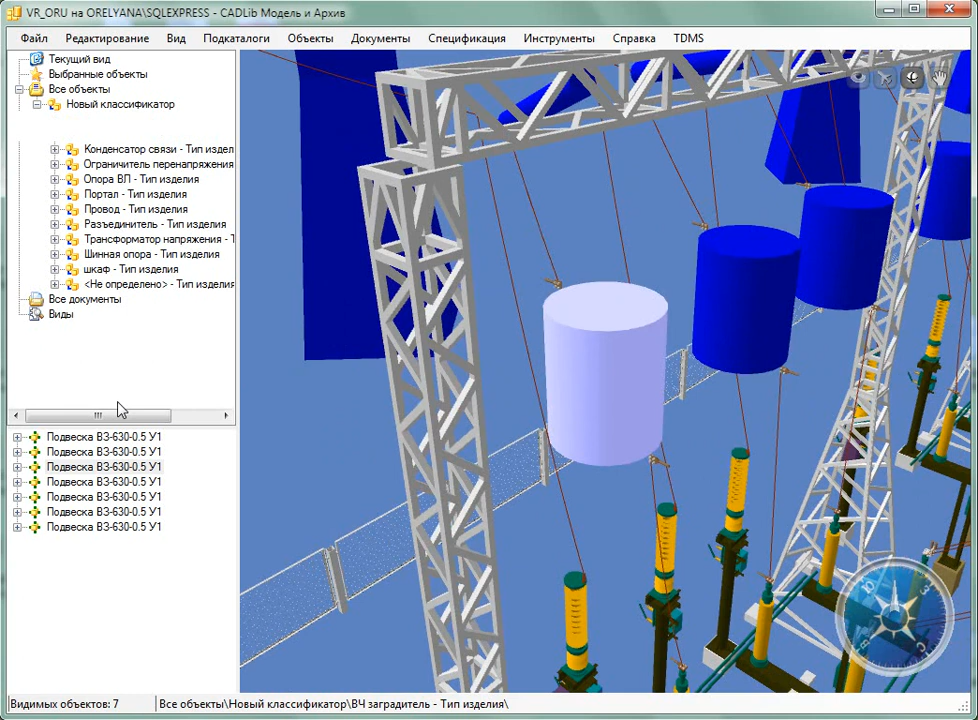 VR_ORU на ORELYANA\SQLEXPRESS - CADLib Модель и Архив
Файл Редактирование Вид Подкаталоги Объекты Документы Спецификация Инструменты Справка TDMS
Текущий вид
Выбранные объекты
Все объекты
Новый классификатор
Конденсатор связи - Тип издел
Ограничитель перенапряжения
Опора ВЛ - Тип изделия
Портал - Тип изделия
Провод - Тип изделия
Разъединитель - Тип изделия
Трансформатор напряжения - Т
Шинная опора - Тип изделия
шкаф - Тип изделия
<Не определено> - Тип изделия
Все документы
Виды
Подвеска ВЗ-630-0.5 У1
Подвеска ВЗ-630-0.5 У1
Подвеска ВЗ-630-0.5 У1
Подвеска ВЗ-630-0.5 У1
Подвеска ВЗ-630-0.5 У1
Подвеска ВЗ-630-0.5 У1
Подвеска ВЗ-630-0.5 У1
Видимых объектов: 7 Все объекты\Новый классификатор\ВЧ заградитель - Тип изделия\